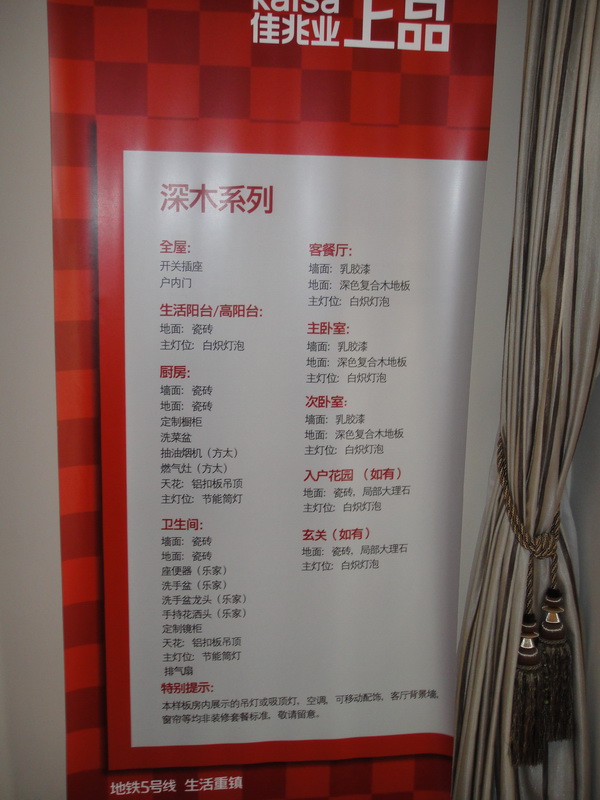 kaisa
佳兆业上品
深木系列
全屋:
开关插座
户内门
生活阳台/高阳台:
地面: 瓷砖
主灯位: 白炽灯泡
厨房:
墙面: 瓷砖
地面: 瓷砖
定制橱柜
洗菜盆
抽油烟机（方太）
燃气灶（方太）
天花: 铝扣板吊顶
主灯位: 节能筒灯
卫生间:
墙面: 瓷砖
地面: 瓷砖
座便器（乐家）
洗手盆（乐家）
洗手盆龙头（乐家）
手持花洒头（乐家）
定制镜柜
天花: 铝扣板吊顶
主灯位: 节能筒灯
排气扇
客餐厅:
墙面: 乳胶漆
地面: 深色复合木地板
主灯位: 白炽灯泡
主卧室:
墙面: 乳胶漆
地面: 深色复合木地板
主灯位: 白炽灯泡
次卧室:
墙面: 乳胶漆
地面: 深色复合木地板
主灯位: 白炽灯泡
入户花园（如有）
地面: 瓷砖, 局部大理石
主灯位: 白炽灯泡
玄关（如有）
地面: 瓷砖, 局部大理石
主灯位: 白炽灯泡
特别提示:
本样板房内展示的吊灯或吸顶灯, 空调, 可移动配饰, 客厅背景墙,
窗帘等均非装修套餐标准, 敬请留意。
地铁5号线 生活重镇